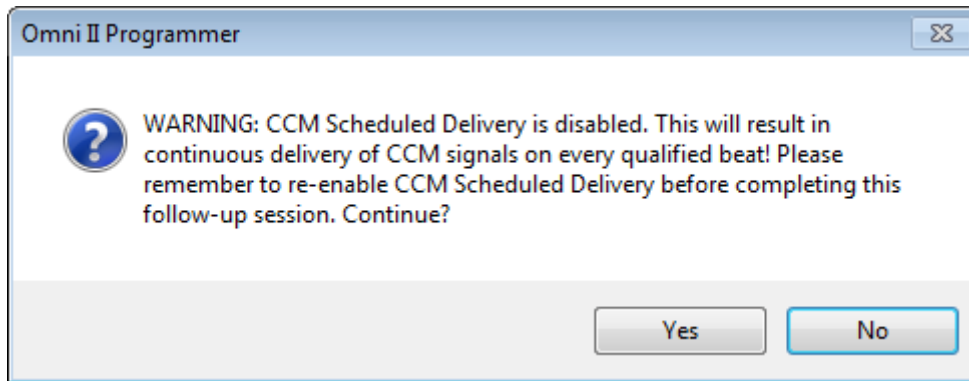 Omni II Programmer
WARNING: CCM Scheduled Delivery is disabled. This will result in
continuous delivery of CCM signals on every qualified beat! Please
remember to re-enable CCM Scheduled Delivery before completing this
follow-up session. Continue?
Yes
No